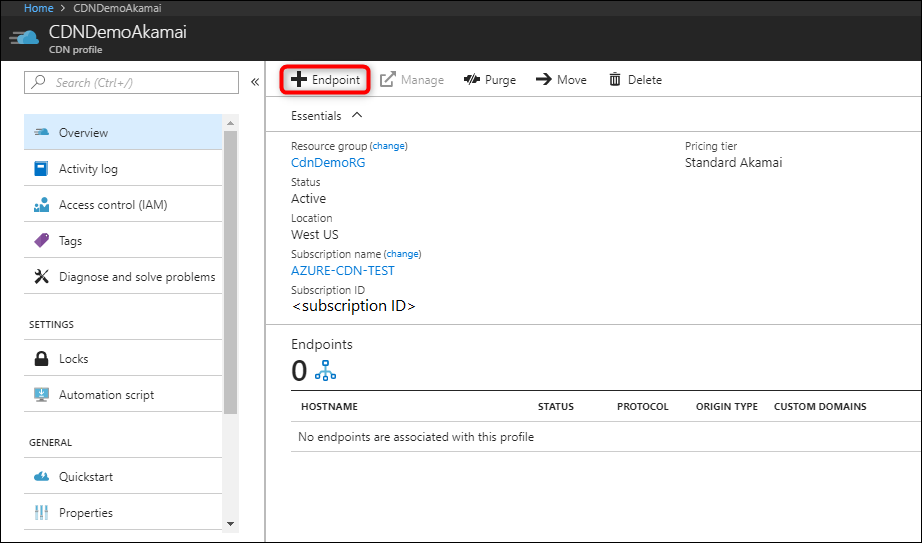 Home > CDNDemoAkamai
CDNDemoAkamai
CDN profile
Search (Ctrl+/)
«
Overview
Activity log
Access control (IAM)
Tags
Diagnose and solve problems
SETTINGS
Locks
Automation script
GENERAL
Quickstart
Properties
Endpoint Manage Purge Move Delete
Essentials
Resource group (change)
CdnDemoRG
Status
Active
Location
West US
Subscription name (change)
AZURE-CDN-TEST
Subscription ID
<subscription ID>
Pricing tier
Standard Akamai
Endpoints
0
HOSTNAME STATUS PROTOCOL ORIGIN TYPE CUSTOM DOMAINS
No endpoints are associated with this profile